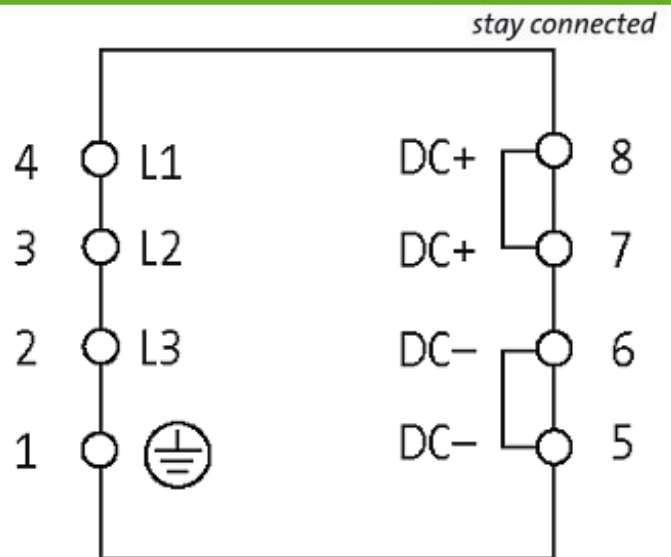 stay connected
4 L1 DC+ 8
3 L2 DC+ 7
2 L3 DC– 6
1 DC– 5